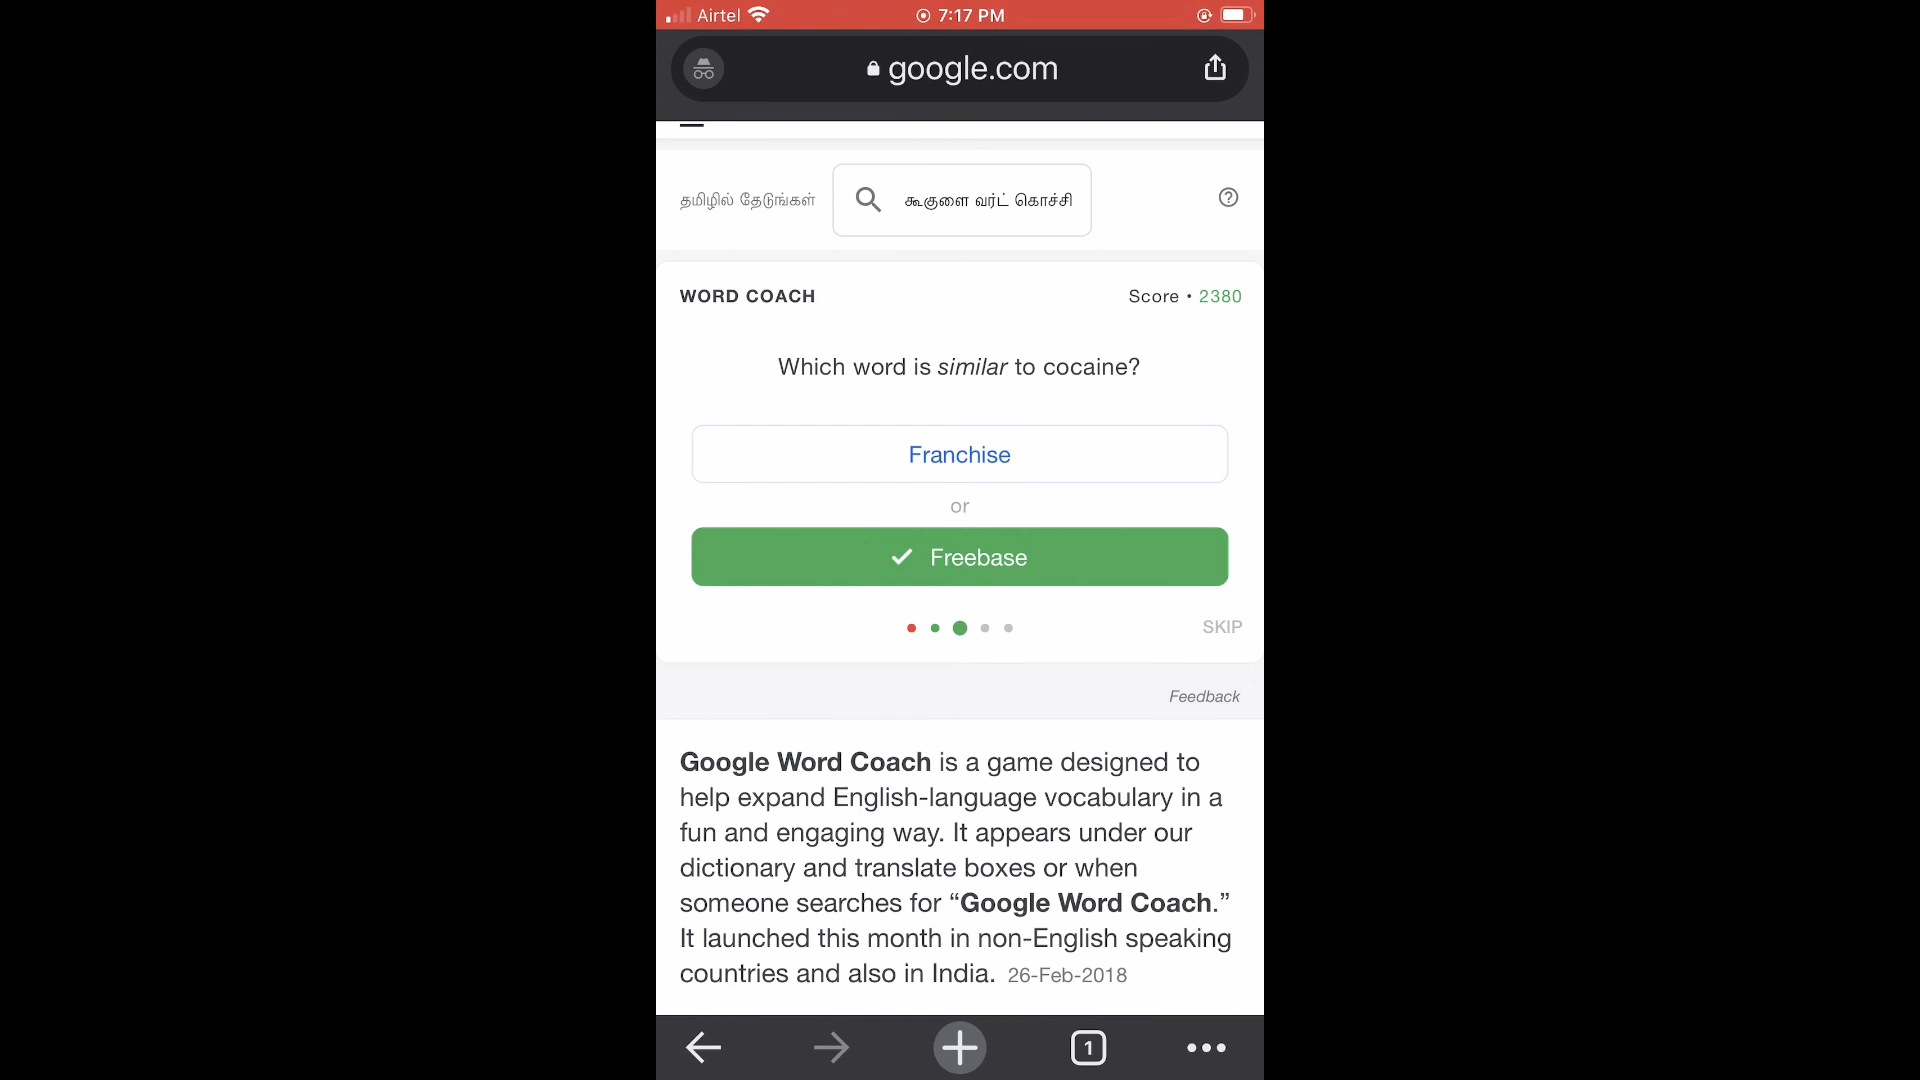 Airtel 7:17 PM
google.com
தமிழில் தேடுங்கள் கூகுளை வர்ட் கொச்சி
WORD COACH Score • 2380
Which word is similar to cocaine?
Franchise
or
Freebase
SKIP
Feedback
Google Word Coach is a game designed to
help expand English-language vocabulary in a
fun and engaging way. It appears under our
dictionary and translate boxes or when
someone searches for “Google Word Coach.”
It launched this month in non-English speaking
countries and also in India. 26-Feb-2018
1